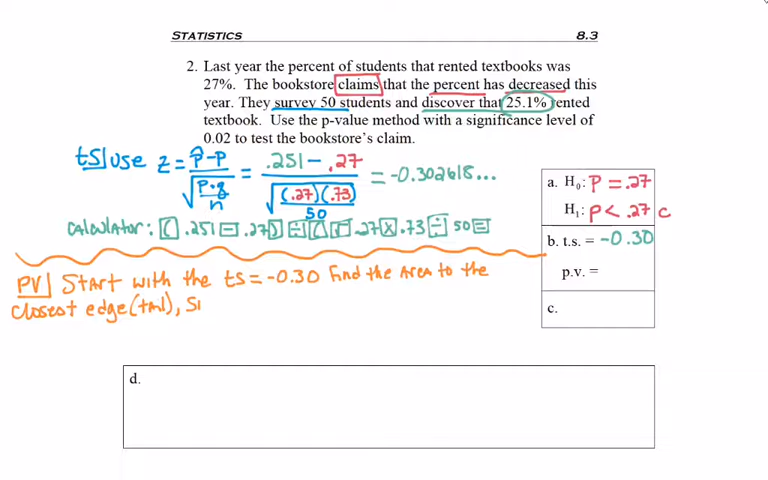 STATISTICS 8.3
2. Last year the percent of students that rented textbooks was
27%. The bookstore claims that the percent has decreased this
year. They survey 50 students and discover that 25.1% rented
textbook. Use the p-value method with a significance level of
0.02 to test the bookstore's claim.
ts| use z = p̂-p / √(p·q/n) = .251 - .27 / √((.27)(.73)/50) = -0.302618...
calculator: ( .251 - .27 ) ÷ ( √ .27 × .73 ÷ 50 =
a. H₀: P = .27
H₁: P < .27 c
b. t.s. = -0.30
p.v. =
c.
PV| Start with the ts = -0.30 find the Area to the
closest edge (tail), S
d.